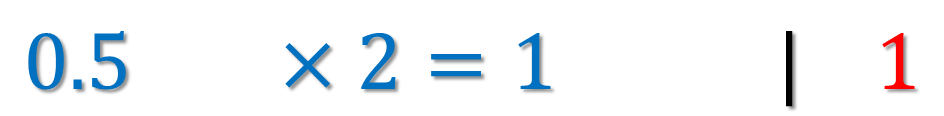 0.5 × 2 = 1 | 1